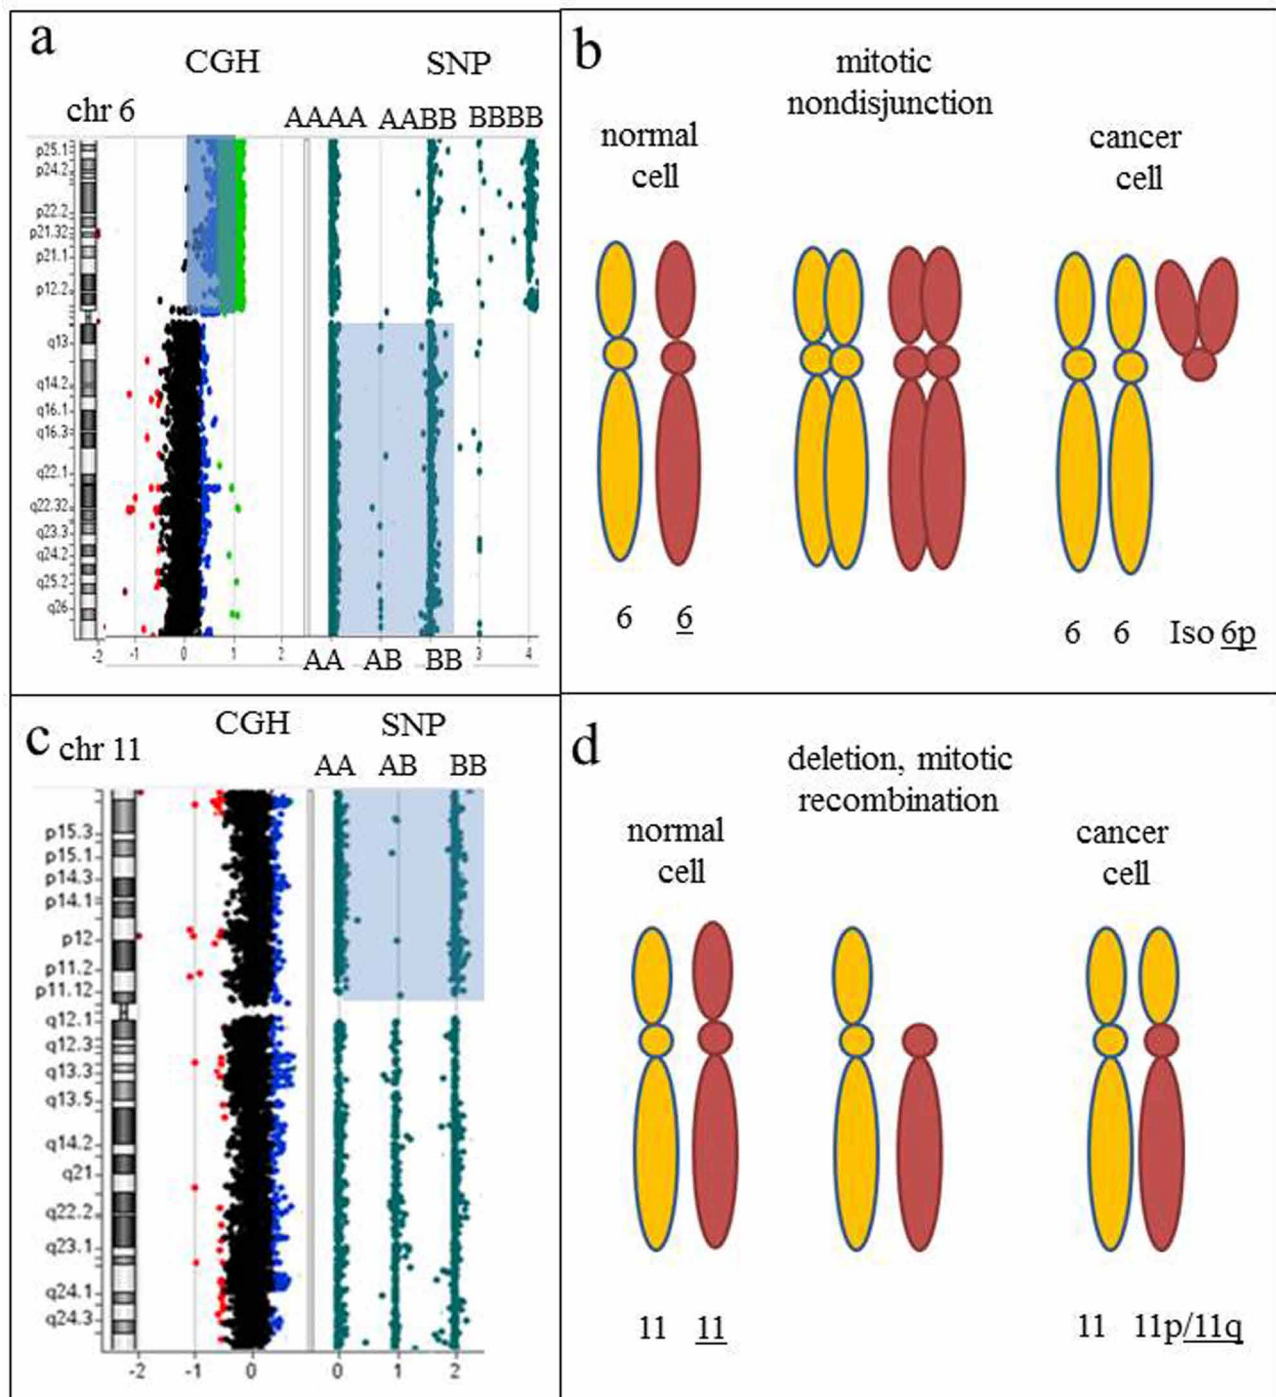 a
CGH
SNP
chr 6
AAAA AABB BBBB
p25.1
p24.2
p22.2
p21.32
p21.1
p12.2
q13
q14.2
q16.1
q16.3
q22.1
q22.32
q23.3
q24.2
q25.2
q26
-2 -1 0 1 2 3 4
AA AB BB
b
mitotic
nondisjunction
normal
cell
cancer
cell
6 6
6 6 Iso 6p
c
chr 11
CGH
SNP
AA AB BB
p15.3
p15.1
p14.3
p14.1
p12
p11.2
p11.12
q12.1
q12.3
q13.3
q13.5
q14.2
q21
q22.2
q23.1
q24.1
q24.3
-2 -1 0 0 1 2
d
deletion, mitotic
recombination
normal
cell
cancer
cell
11 11
11 11p/11q